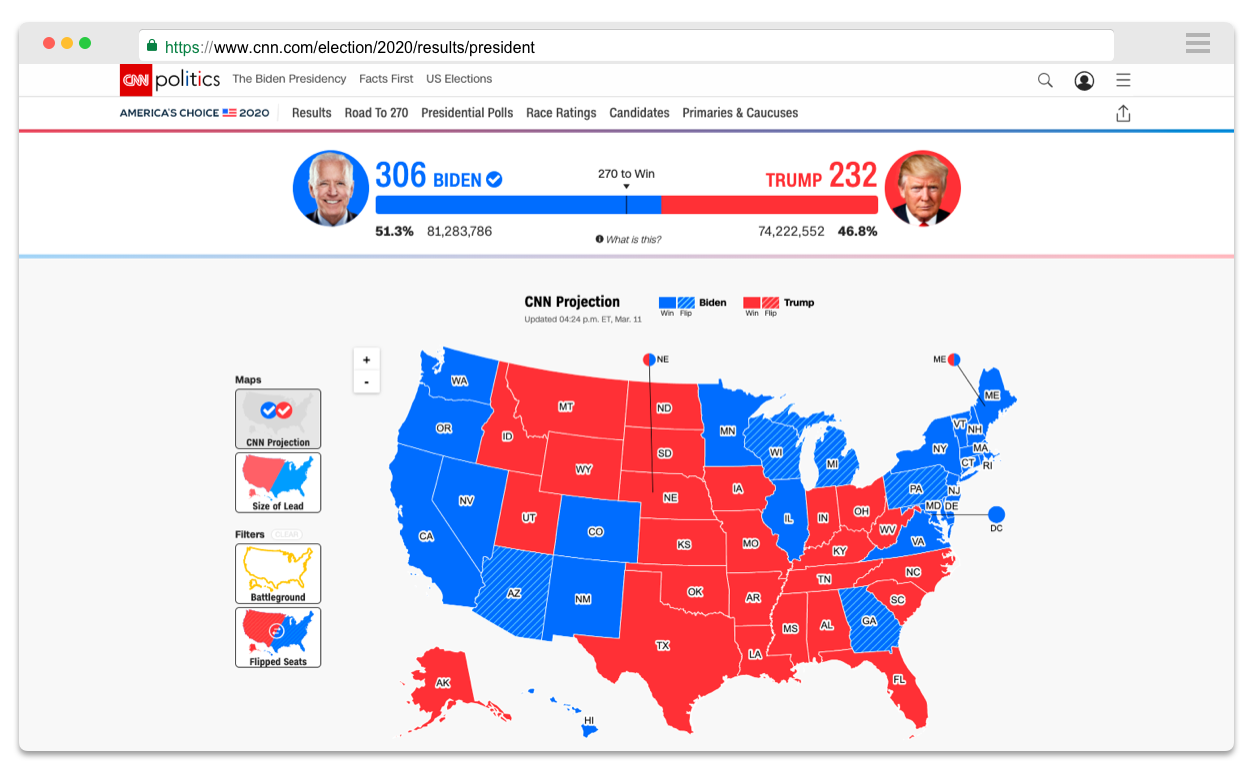 https://www.cnn.com/election/2020/results/president
CNN politics The Biden Presidency Facts First US Elections
AMERICA'S CHOICE 2020 Results Road To 270 Presidential Polls Race Ratings Candidates Primaries & Caucuses
306 BIDEN 270 to Win TRUMP 232
51.3% 81,283,786 What is this? 74,222,552 46.8%
CNN Projection Biden Trump
Updated 04:24 p.m. ET, Mar. 11 Win Flip Win Flip
+
-
Maps
CNN Projection
Size of Lead
Filters CLEAR
Battleground
Flipped Seats
NE ME
WA MT ND ME
OR ID MN VT NH
SD WI MI NY MA
WY CT RI
NV NE IA PA NJ
UT CO IL IN OH MD DE
CA KS MO WV DC
KY VA
AZ NM OK AR TN NC
SC
TX MS AL GA
LA
AK FL
HI